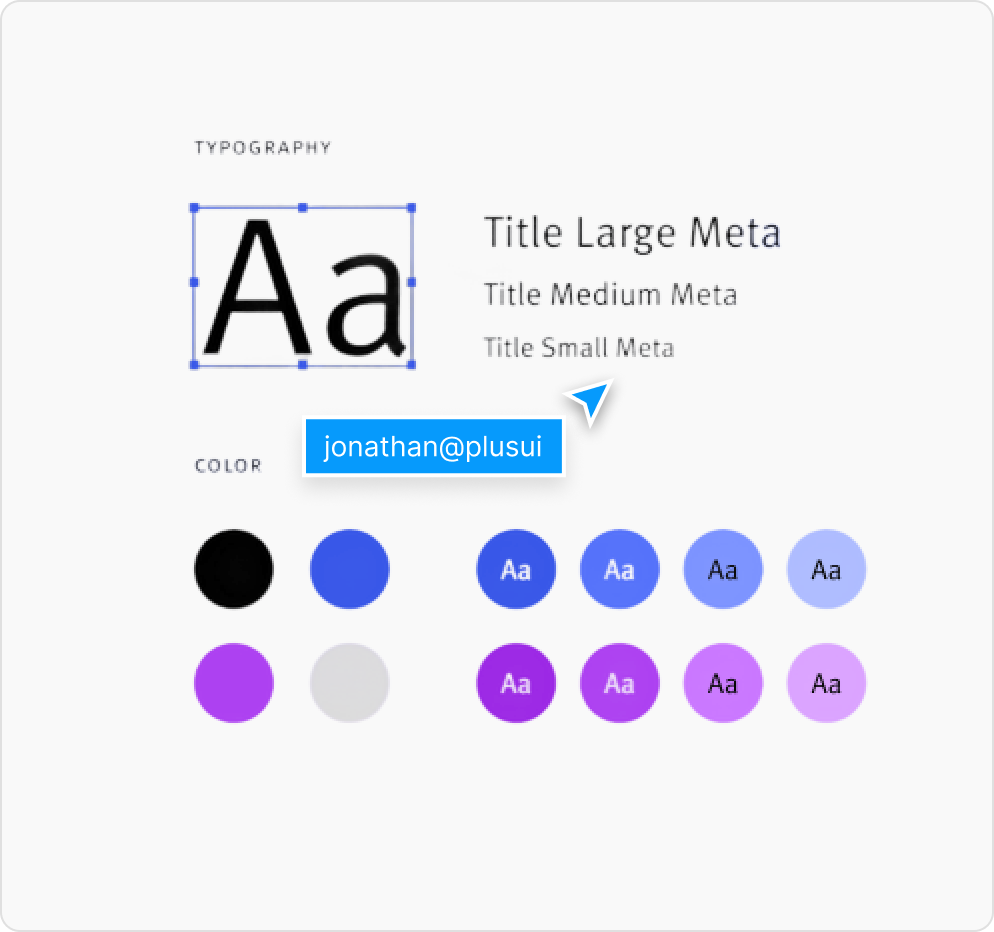 TYPOGRAPHY
Aa
Title Large Meta
Title Medium Meta
Title Small Meta
jonathan@plusui
COLOR
Aa Aa Aa Aa
Aa Aa Aa Aa